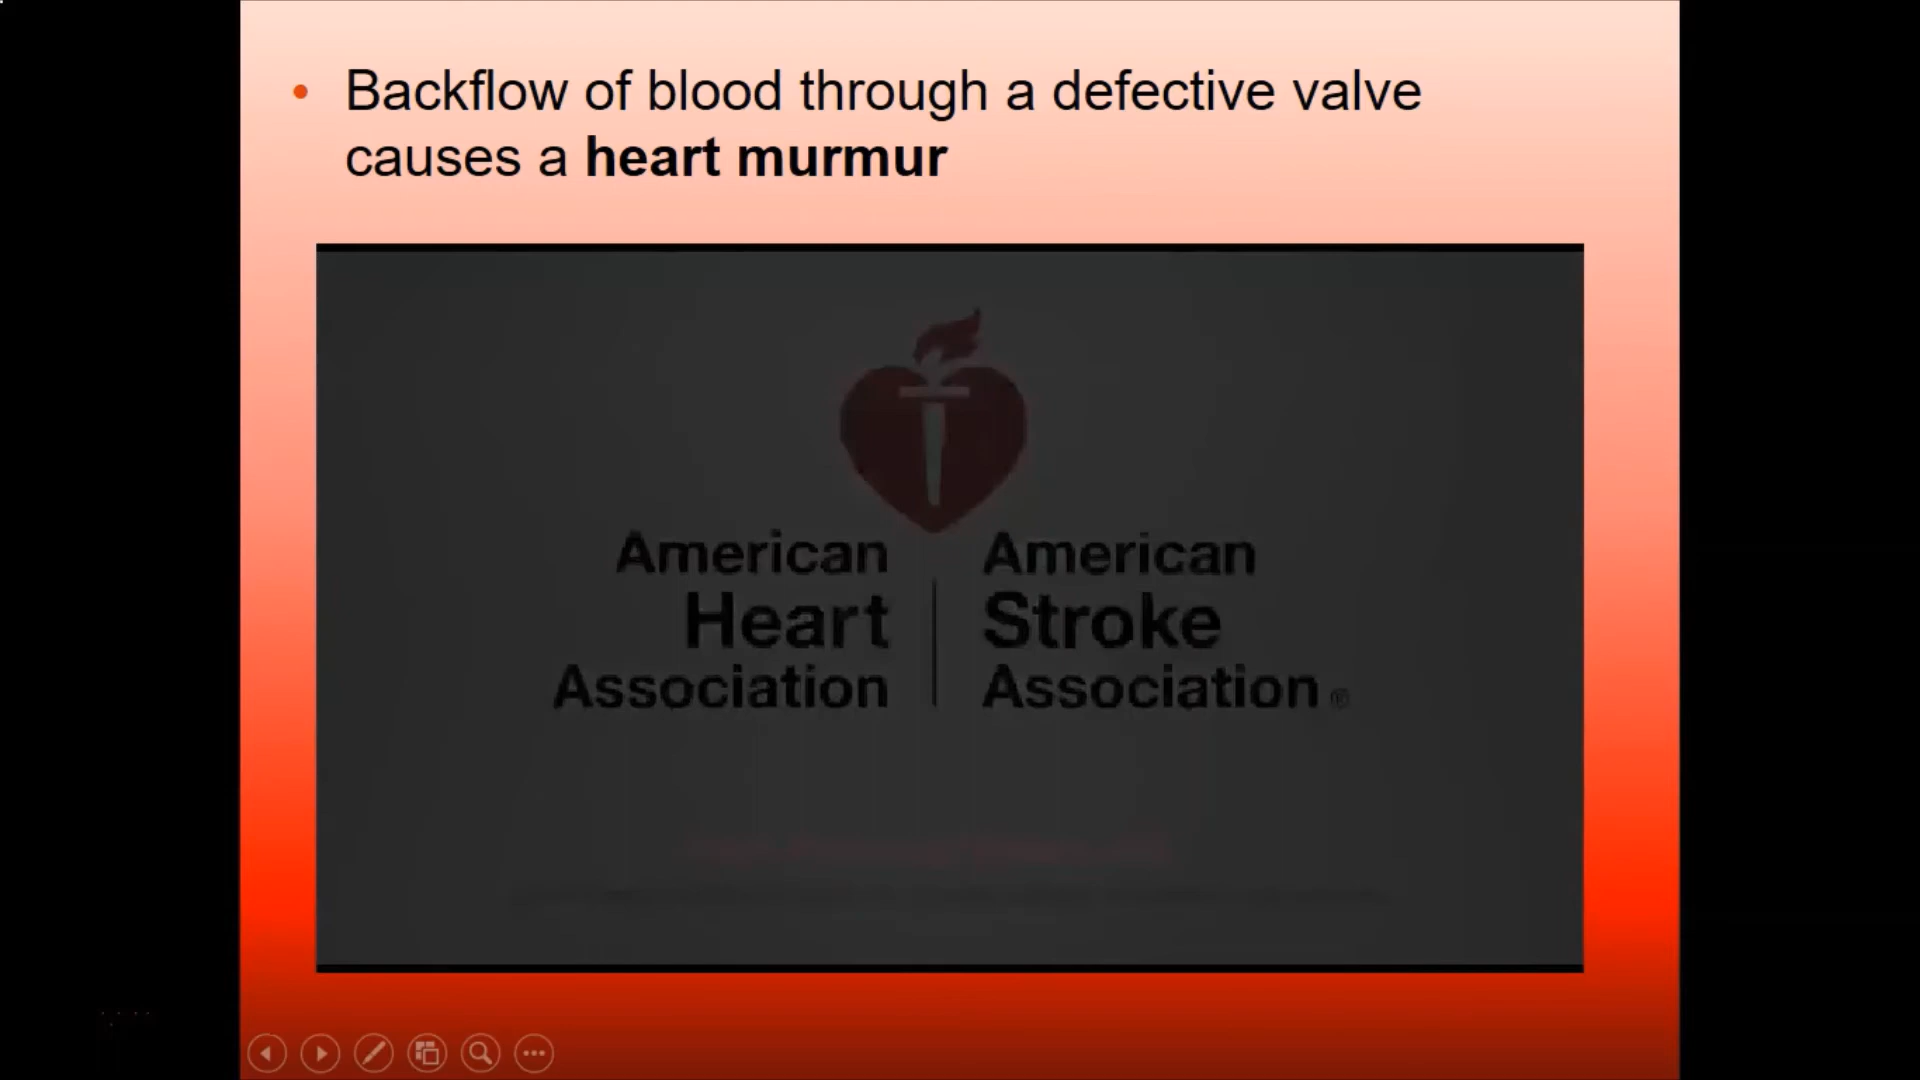 • Backflow of blood through a defective valve
causes a heart murmur
American
Heart
Association
American
Stroke
Association®